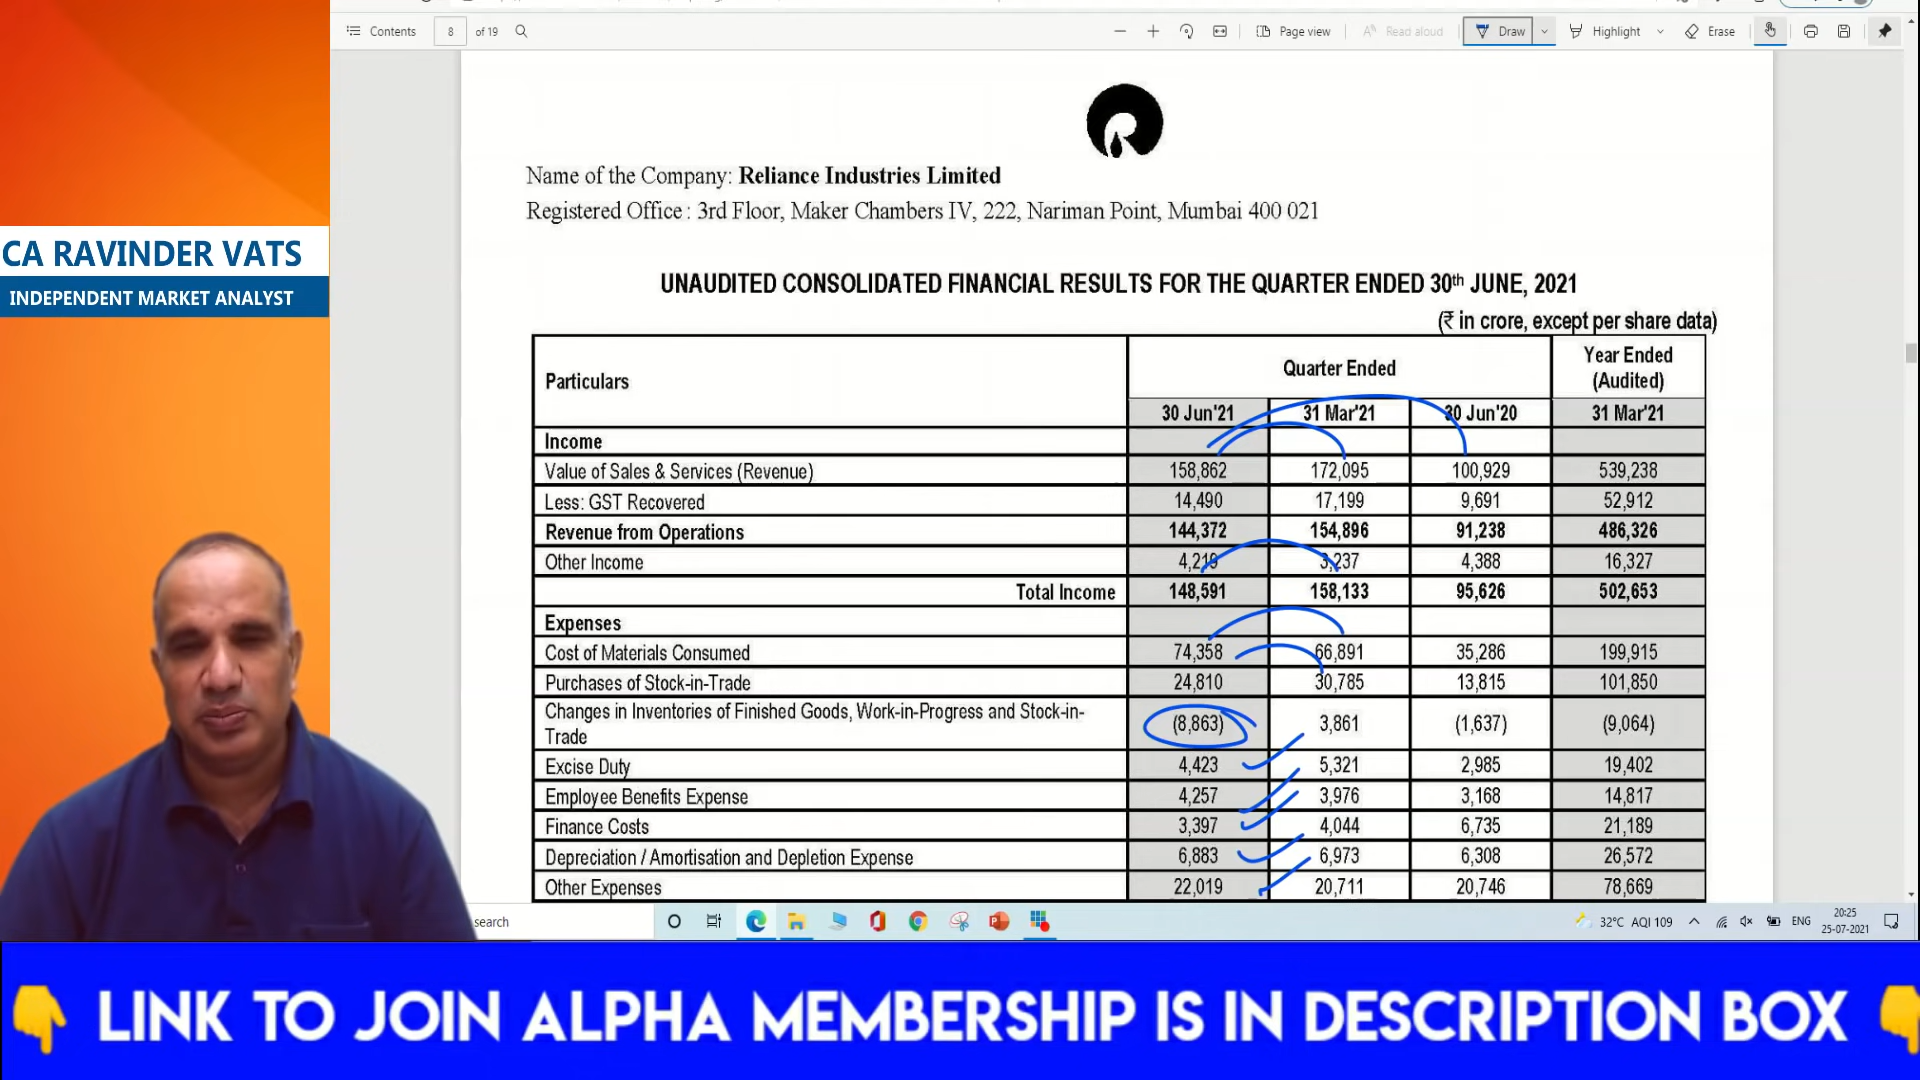 Contents 8 of 19 Page view Read aloud Draw Highlight Erase
CA RAVINDER VATS
INDEPENDENT MARKET ANALYST
Name of the Company: Reliance Industries Limited
Registered Office : 3rd Floor, Maker Chambers IV, 222, Nariman Point, Mumbai 400 021
UNAUDITED CONSOLIDATED FINANCIAL RESULTS FOR THE QUARTER ENDED 30th JUNE, 2021
(₹ in crore, except per share data)
Particulars Quarter Ended Year Ended (Audited)
30 Jun'21 31 Mar'21 30 Jun'20 31 Mar'21
Income
Value of Sales & Services (Revenue) 158,862 172,095 100,929 539,238
Less: GST Recovered 14,490 17,199 9,691 52,912
Revenue from Operations 144,372 154,896 91,238 486,326
Other Income 4,219 3,237 4,388 16,327
Total Income 148,591 158,133 95,626 502,653
Expenses
Cost of Materials Consumed 74,358 66,891 35,286 199,915
Purchases of Stock-in-Trade 24,810 30,785 13,815 101,850
Changes in Inventories of Finished Goods, Work-in-Progress and Stock-in-
Trade (8,863) 3,861 (1,637) (9,064)
Excise Duty 4,423 5,321 2,985 19,402
Employee Benefits Expense 4,257 3,976 3,168 14,817
Finance Costs 3,397 4,044 6,735 21,189
Depreciation / Amortisation and Depletion Expense 6,883 6,973 6,308 26,572
Other Expenses 22,019 20,711 20,746 78,669
search 32°C AQI 109 ENG 20:25
25-07-2021
LINK TO JOIN ALPHA MEMBERSHIP IS IN DESCRIPTION BOX